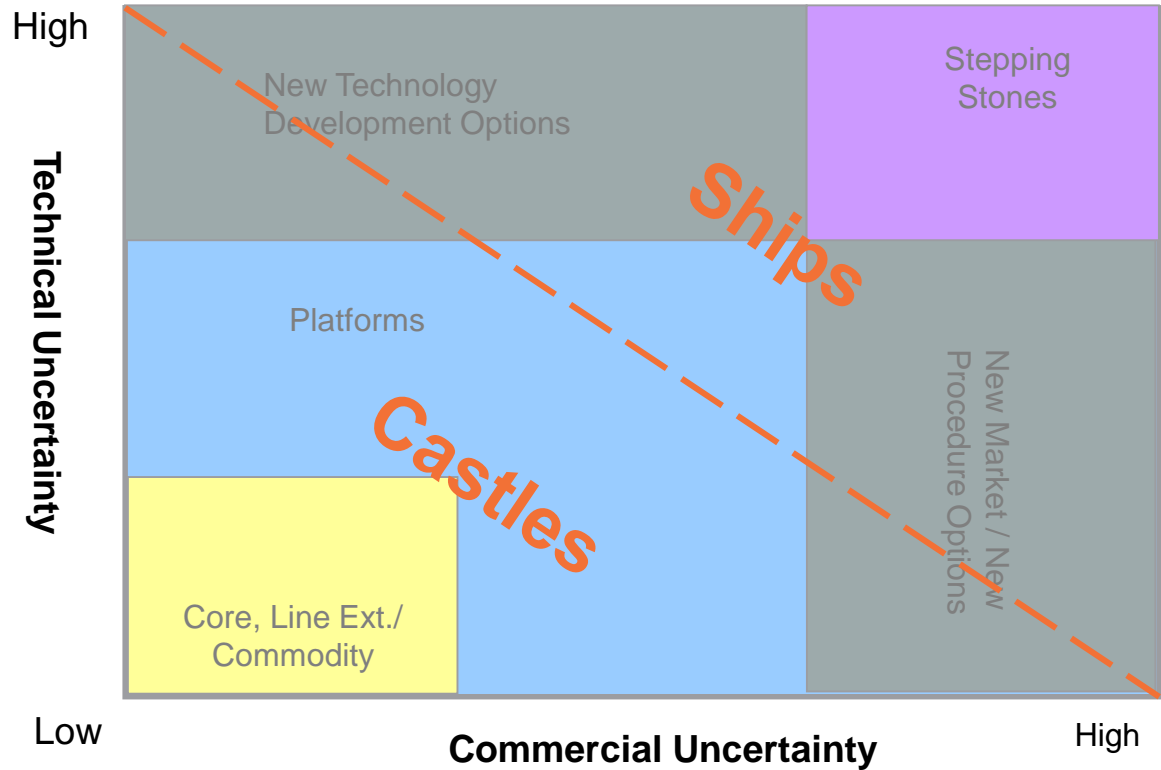 High
New Technology
Development Options
Stepping
Stones
Ships
Technical Uncertainty
Platforms
New Market / New
Procedure Options
Castles
Core, Line Ext./
Commodity
Low
Commercial Uncertainty
High